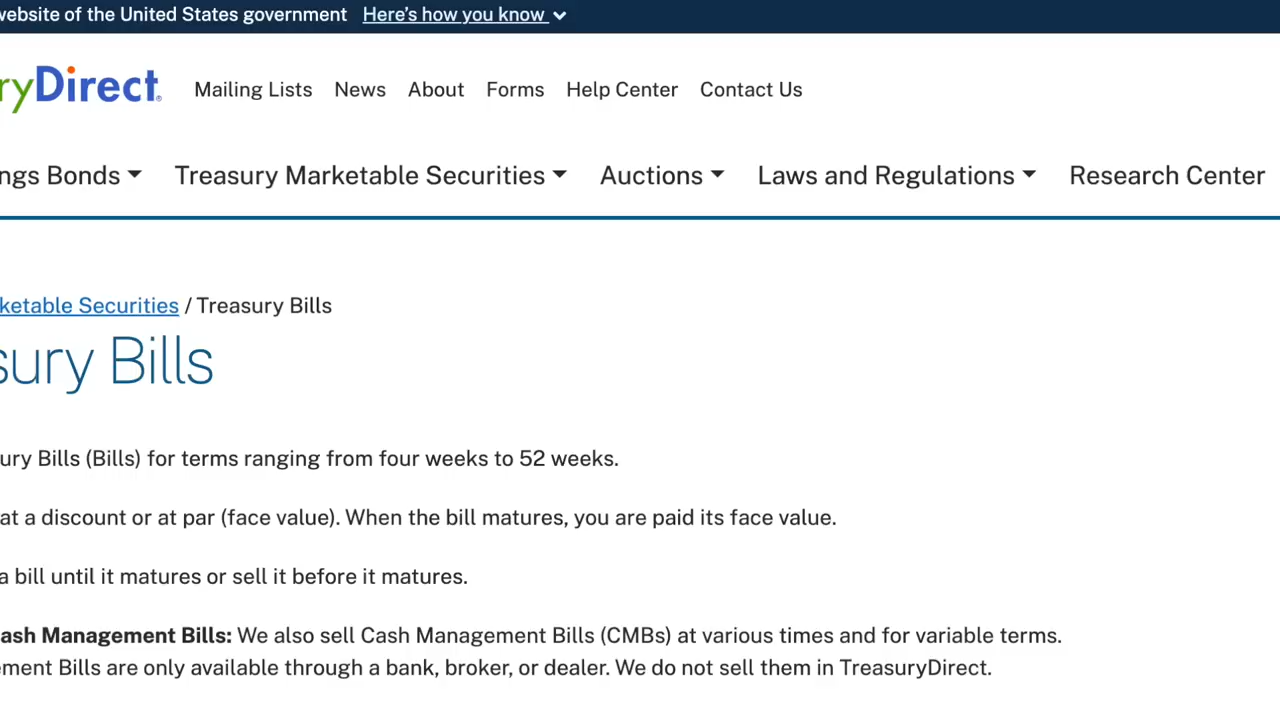 website of the United States government Here's how you know
ryDirect®
Mailing Lists News About Forms Help Center Contact Us
ngs Bonds Treasury Marketable Securities Auctions Laws and Regulations Research Center
ketable Securities / Treasury Bills
sury Bills
ury Bills (Bills) for terms ranging from four weeks to 52 weeks.
at a discount or at par (face value). When the bill matures, you are paid its face value.
a bill until it matures or sell it before it matures.
ash Management Bills: We also sell Cash Management Bills (CMBs) at various times and for variable terms.
ement Bills are only available through a bank, broker, or dealer. We do not sell them in TreasuryDirect.